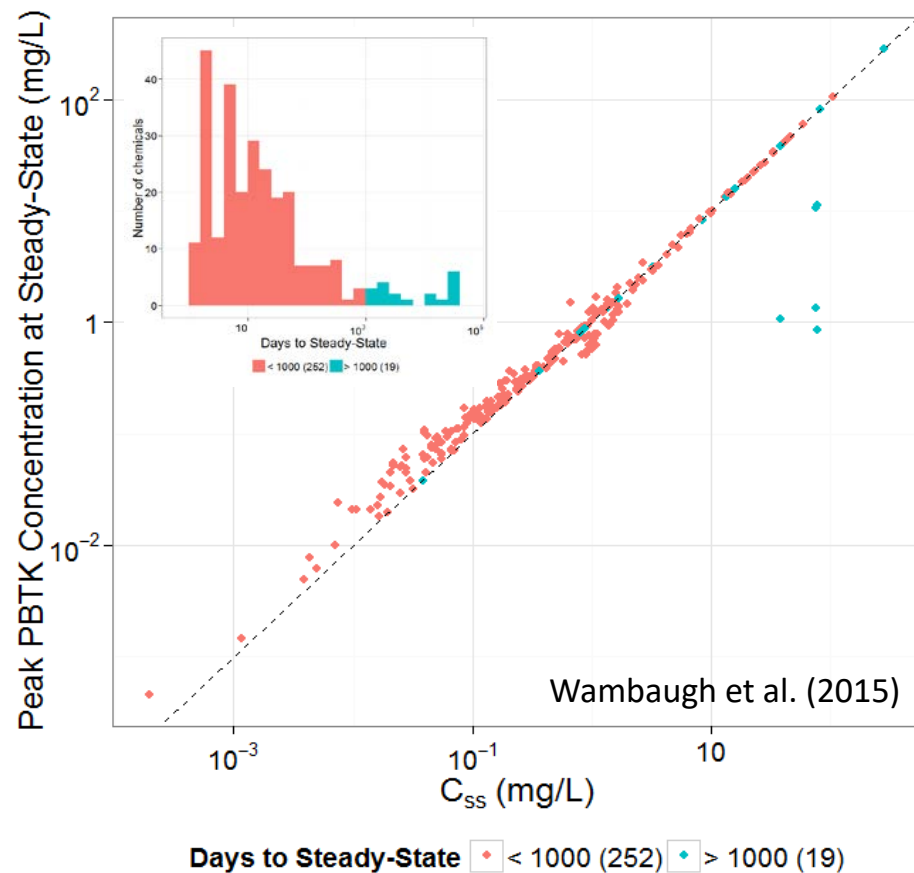 Peak PBTK Concentration at Steady-State (mg/L)
10²
1
10⁻²
Number of chemicals
40
30
20
10
0
10
Days to Steady-State
< 1000 (252) > 1000 (19)
Wambaugh et al. (2015)
10⁻³
10⁻¹
10
Css (mg/L)
Days to Steady-State < 1000 (252) > 1000 (19)